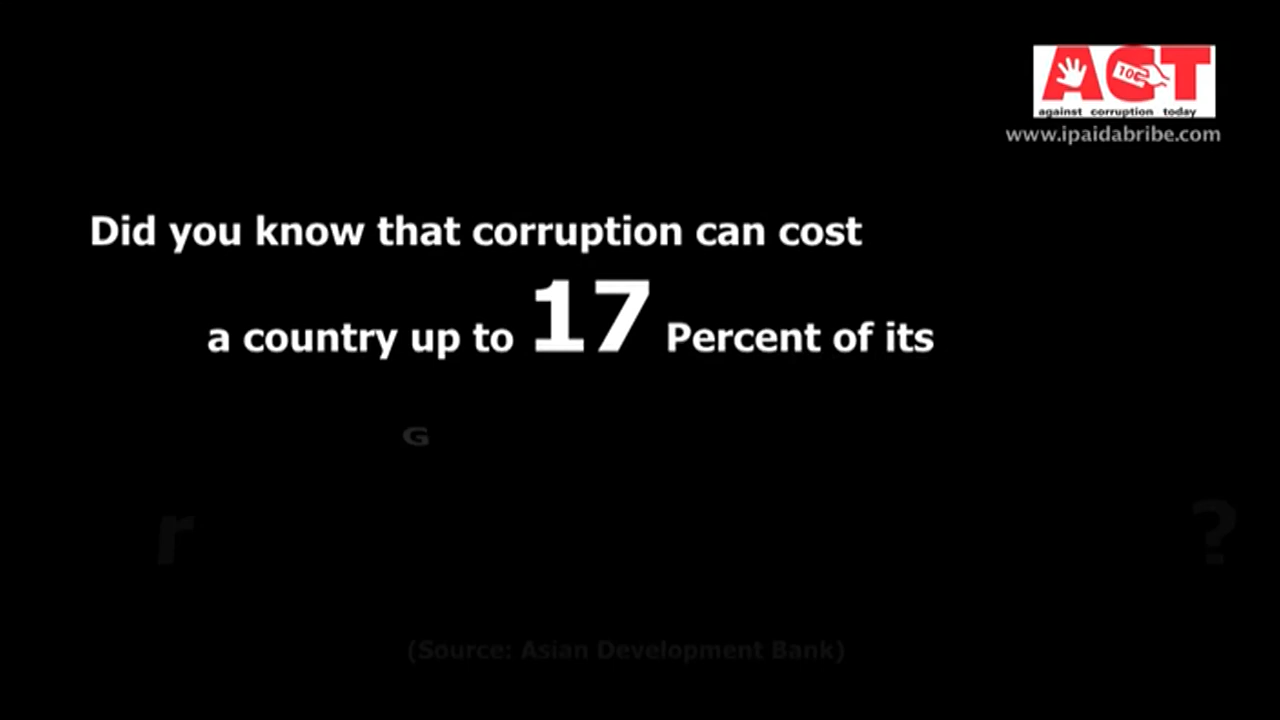 ACT
100
against corruption today
www.ipaidabribe.com
Did you know that corruption can cost
a country up to 17 Percent of its
G
r ?
(Source: Asian Development Bank)